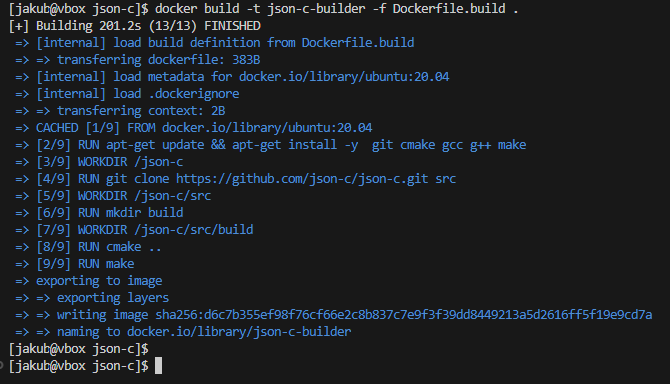 [jakub@vbox json-c]$ docker build -t json-c-builder -f Dockerfile.build .
[+] Building 201.2s (13/13) FINISHED
=> [internal] load build definition from Dockerfile.build
=> => transferring dockerfile: 383B
=> [internal] load metadata for docker.io/library/ubuntu:20.04
=> [internal] load .dockerignore
=> => transferring context: 2B
=> CACHED [1/9] FROM docker.io/library/ubuntu:20.04
=> [2/9] RUN apt-get update && apt-get install -y  git cmake gcc g++ make
=> [3/9] WORKDIR /json-c
=> [4/9] RUN git clone https://github.com/json-c/json-c.git src
=> [5/9] WORKDIR /json-c/src
=> [6/9] RUN mkdir build
=> [7/9] WORKDIR /json-c/src/build
=> [8/9] RUN cmake ..
=> [9/9] RUN make
=> exporting to image
=> => exporting layers
=> => writing image sha256:d6c7b355ef98f76cf66e2c8b837c7e9f3f39dd8449213a5d2616ff5f19e9cd7a
=> => naming to docker.io/library/json-c-builder
[jakub@vbox json-c]$
[jakub@vbox json-c]$